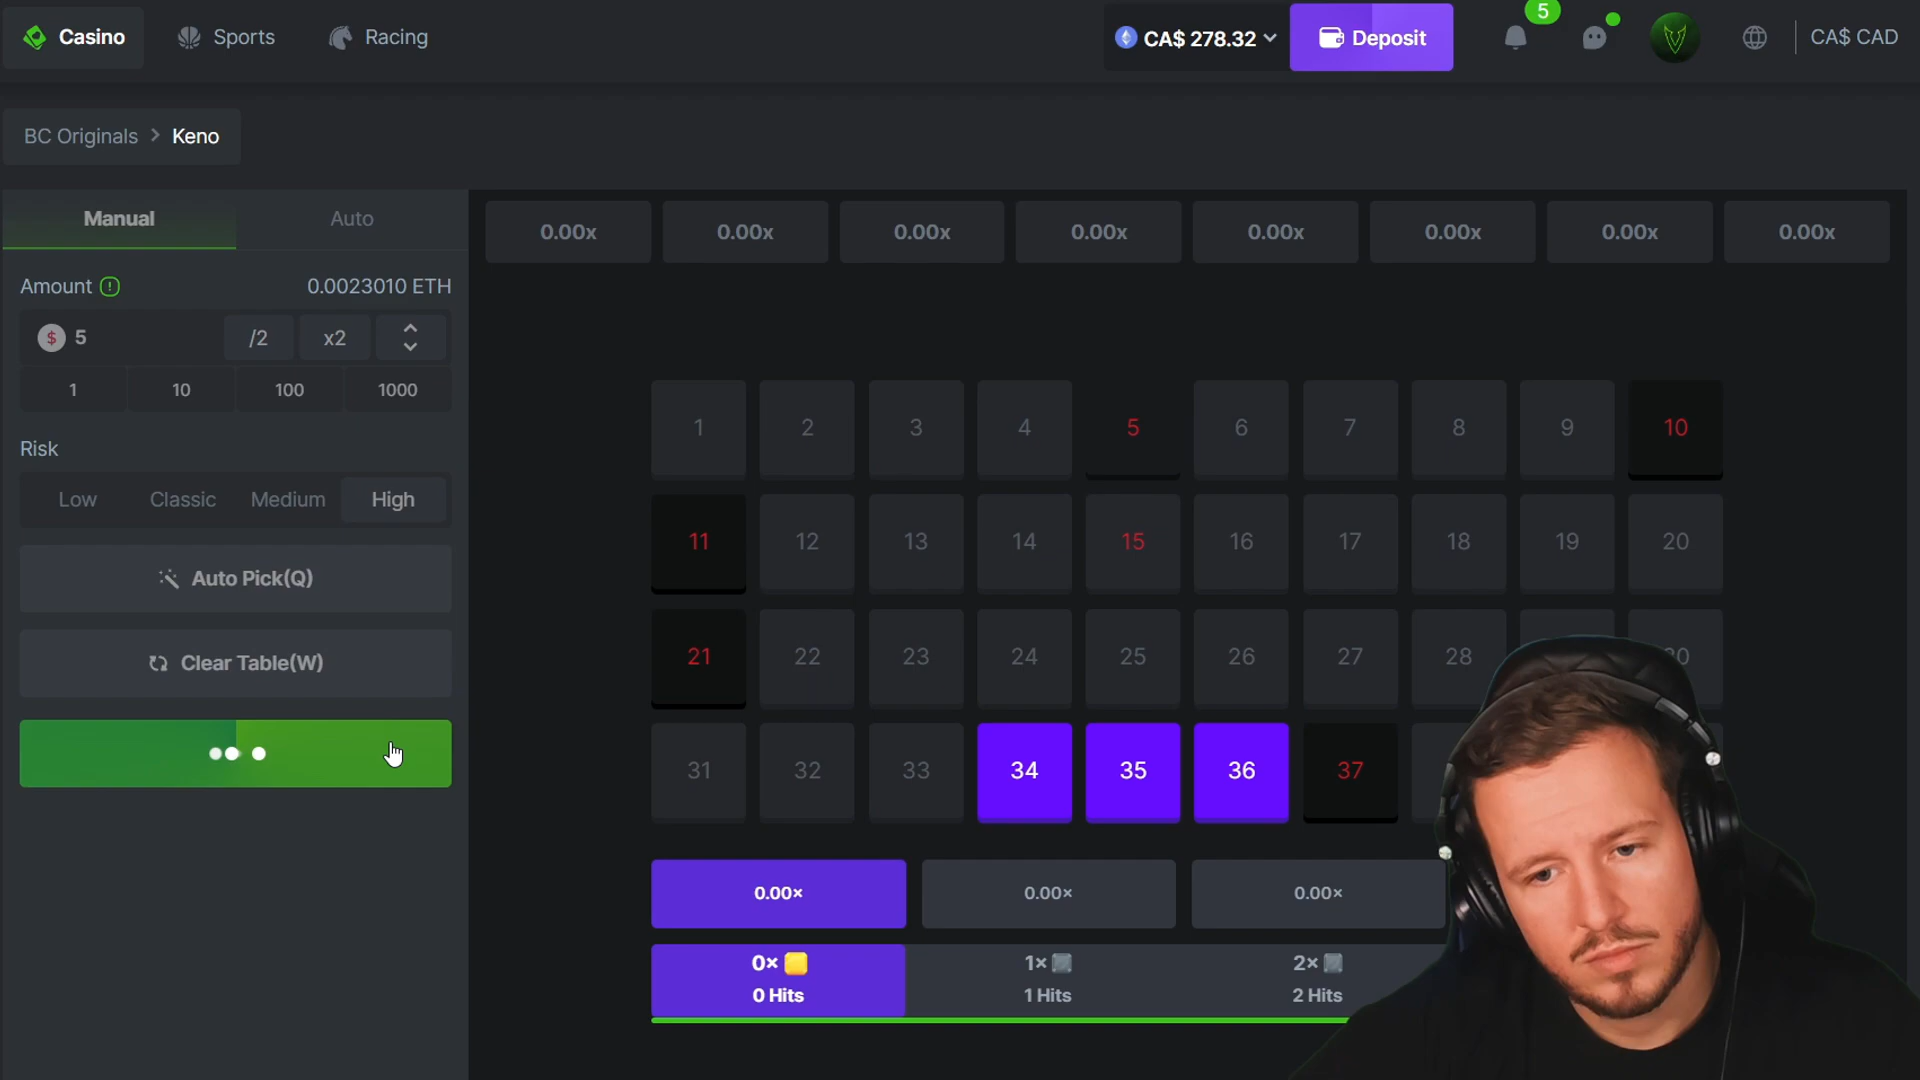 Casino Sports Racing CA$ 278.32 Deposit 5 CA$ CAD
BC Originals > Keno
Manual Auto
0.00x 0.00x 0.00x 0.00x 0.00x 0.00x 0.00x 0.00x
Amount 0.0023010 ETH
$ 5 /2 x2
1 10 100 1000
Risk
Low Classic Medium High
Auto Pick(Q)
Clear Table(W)
1 2 3 4 5 6 7 8 9 10
11 12 13 14 15 16 17 18 19 20
21 22 23 24 25 26 27 28
31 32 33 34 35 36 37
0.00× 0.00× 0.00×
0× 1× 2×
0 Hits 1 Hits 2 Hits